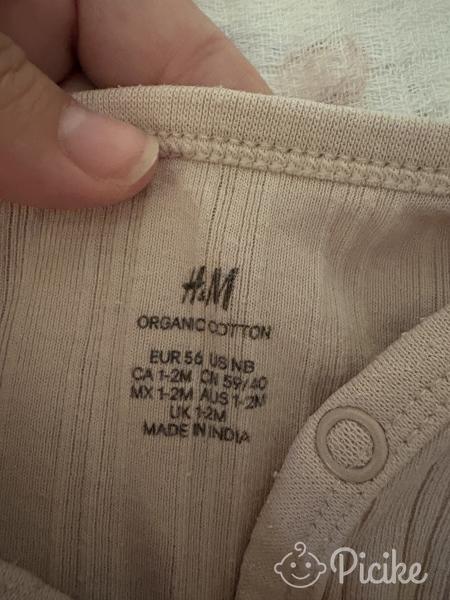 H&M
ORGANIC COTTON
EUR 56 US NB
CA 1-2M CN 59/40
MX 1-2M AUS 1-2M
UK 1-2M
MADE IN INDIA
Picike